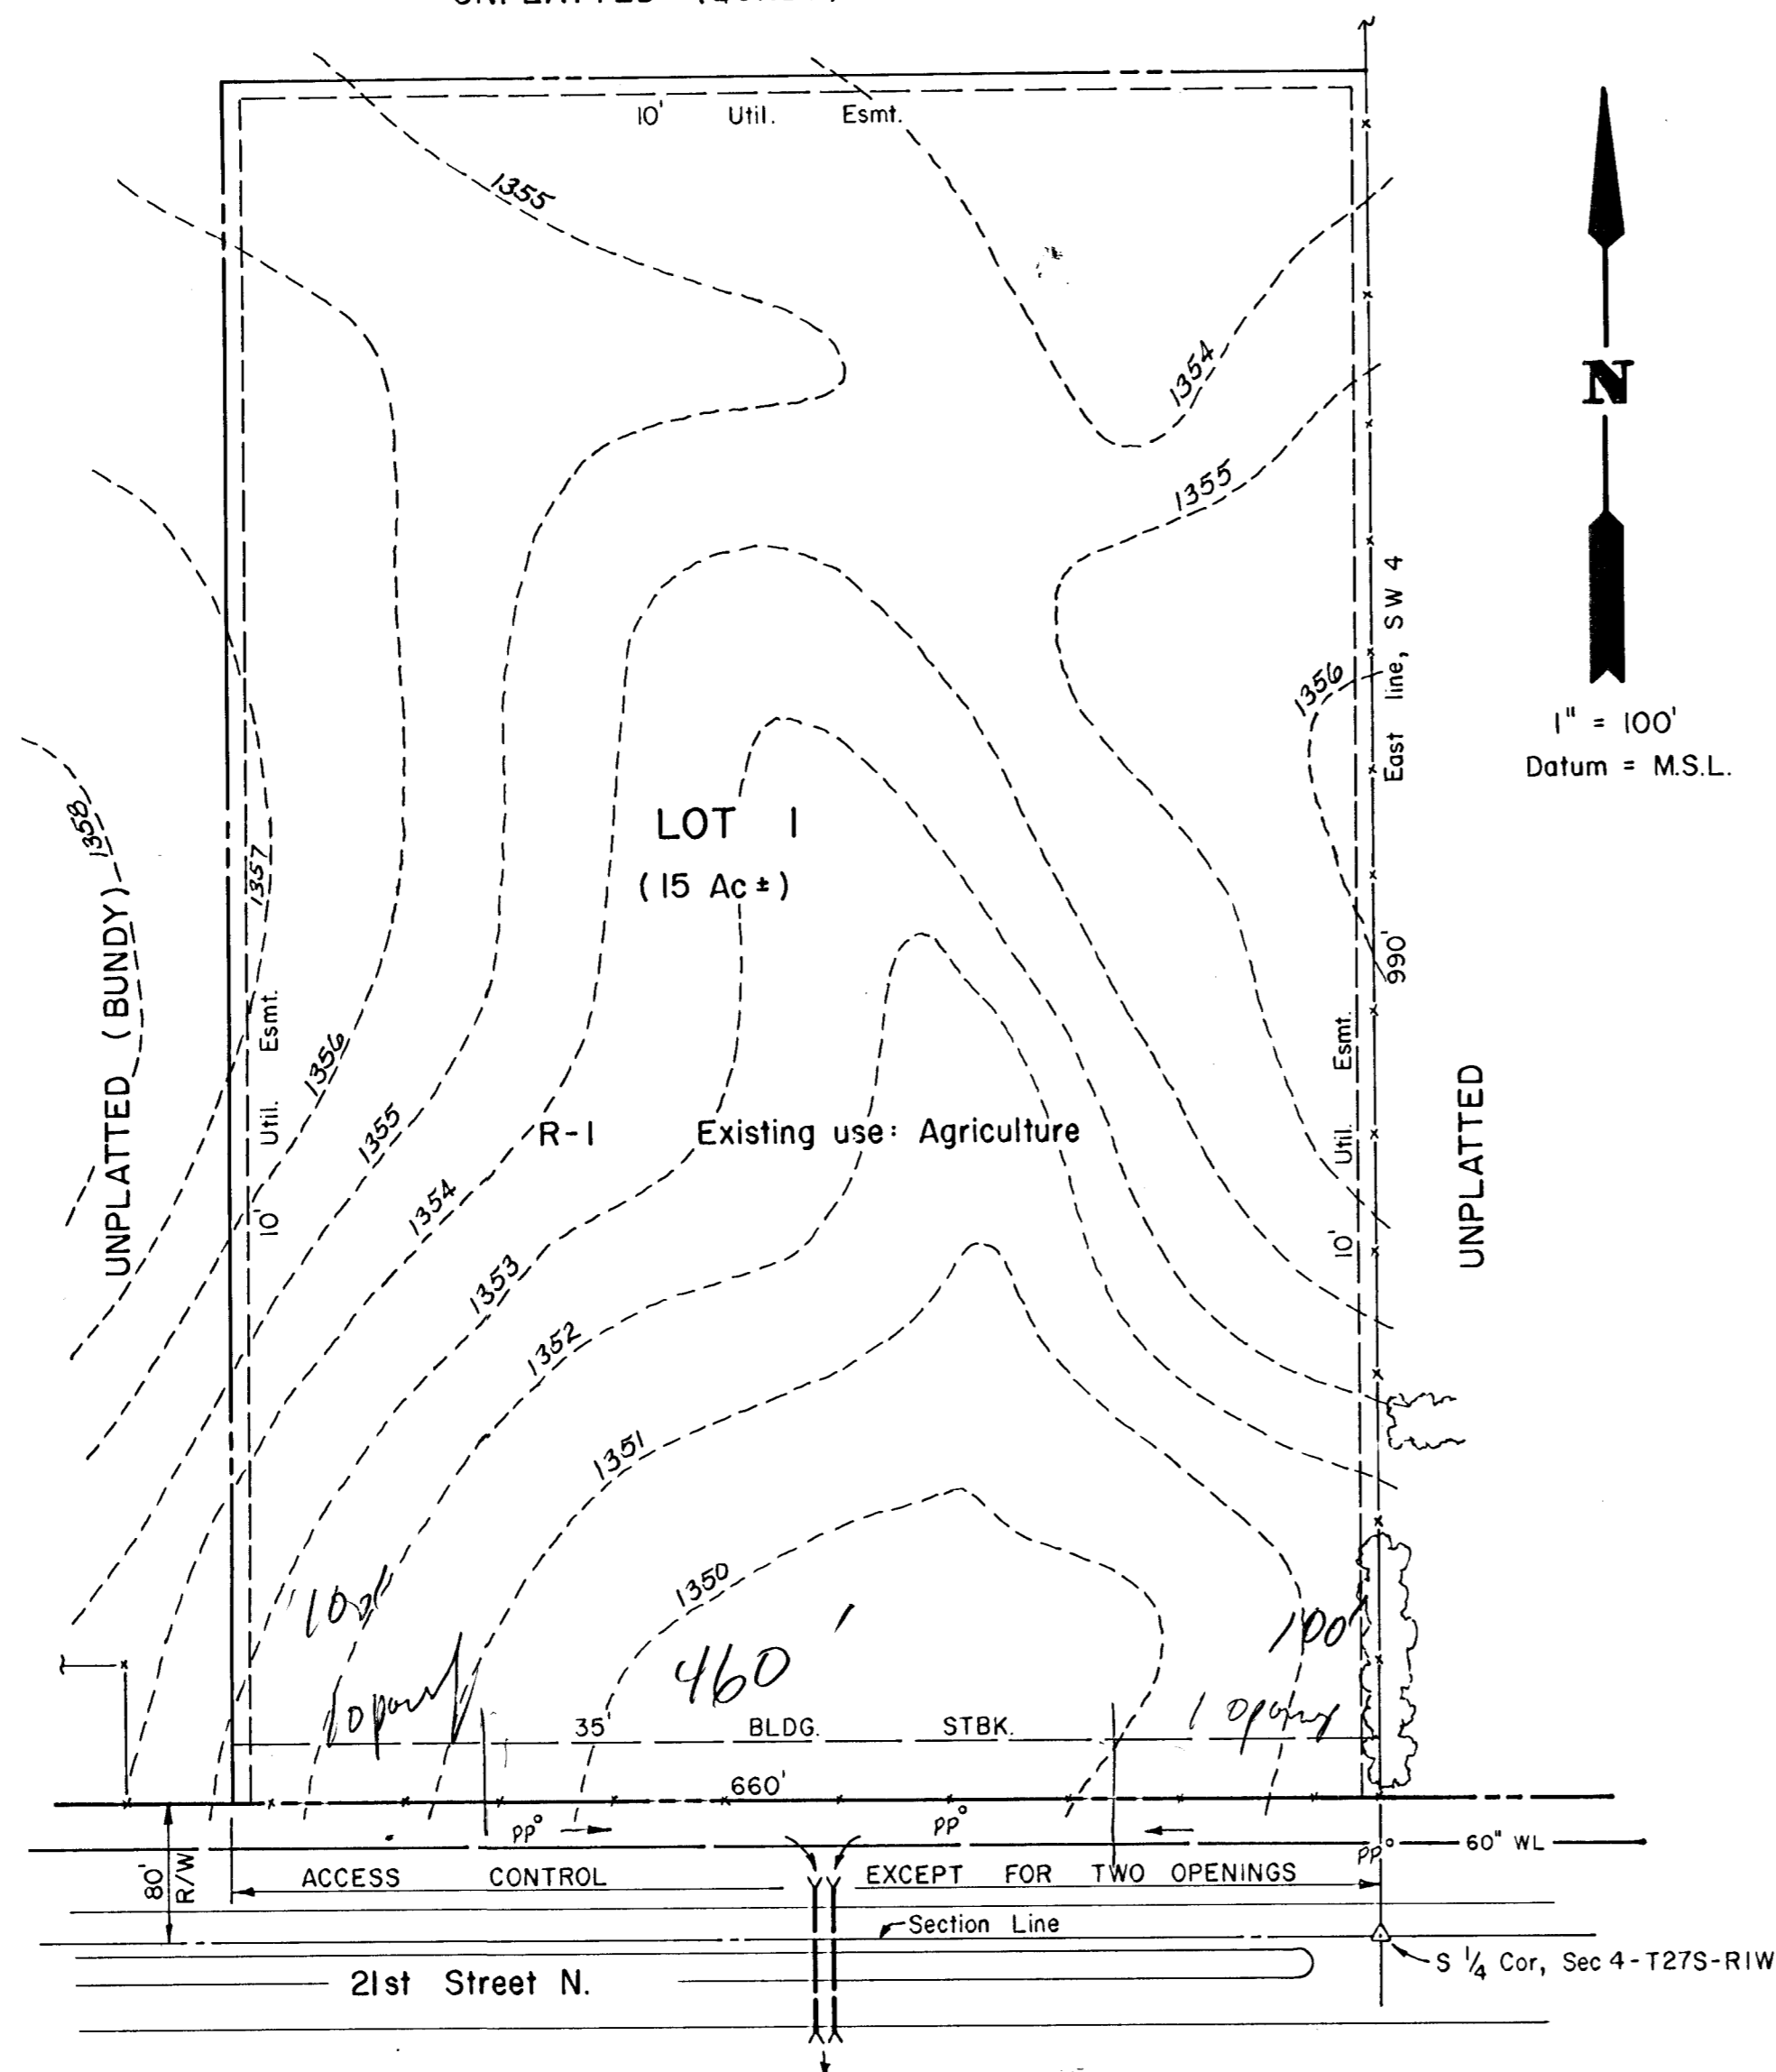 10' Util. Esmt.
1355
1354
1355
N
1" = 100'
Datum = M.S.L.
East line, SW 4
1356
990'
LOT 1
(15 Ac ±)
1358
1357
UNPLATTED (BUNDY)
10' Util. Esmt.
1356
1355
R-1 Existing use: Agriculture
10' Util. Esmt.
UNPLATTED
1354
1353
1352
1351
1350
100'
460'
100'
1 opening
1 opening
35' BLDG. STBK.
660'
PP PP
PP 60" WL
80' R/W
ACCESS CONTROL EXCEPT FOR TWO OPENINGS
Section Line
21st Street N.
S 1/4 Cor, Sec 4-T27S-R1W